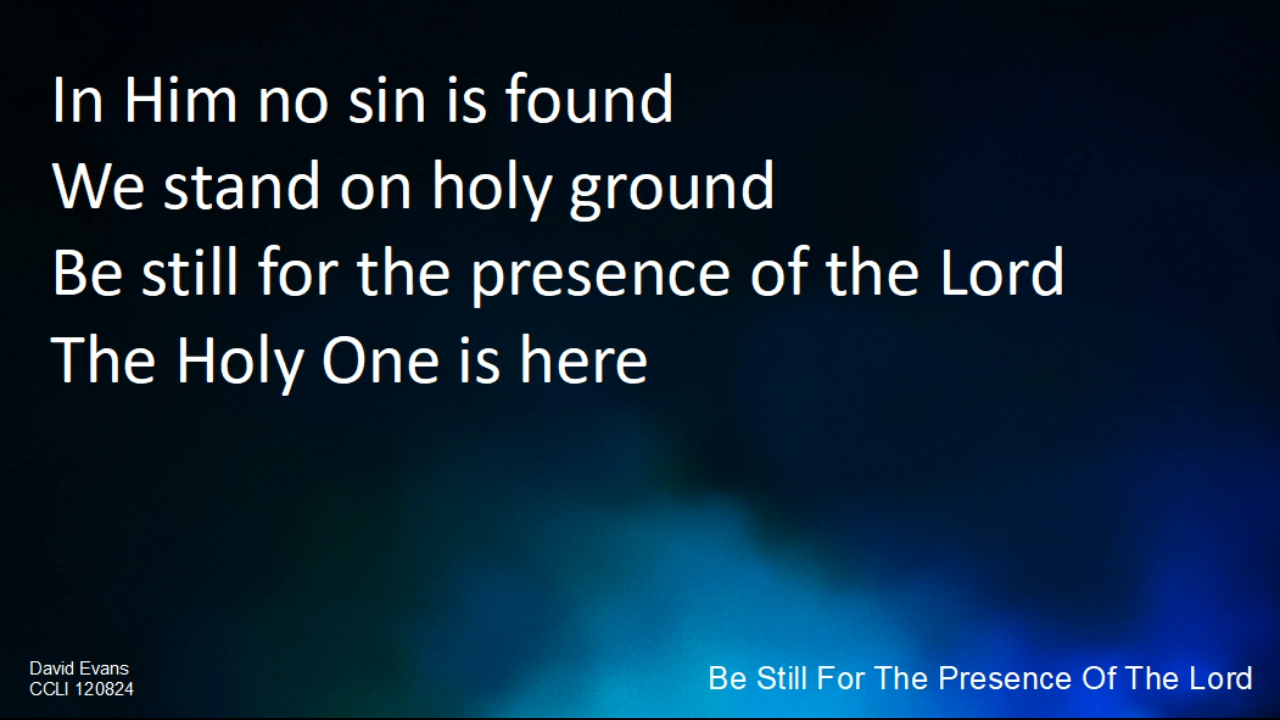 In Him no sin is found
We stand on holy ground
Be still for the presence of the Lord
The Holy One is here
David Evans
CCLI 120824
Be Still For The Presence Of The Lord